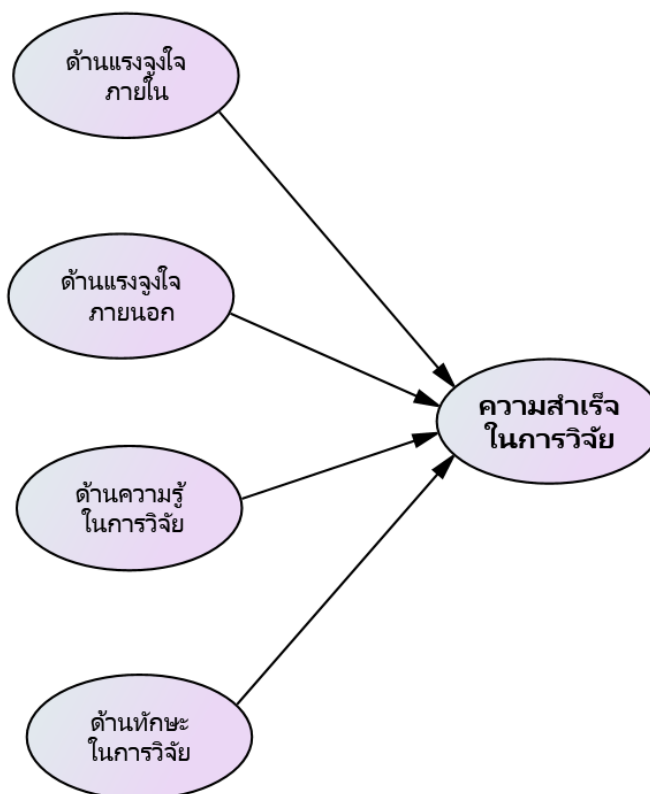 ด้านแรงจูงใจ
ภายใน
ด้านแรงจูงใจ
ภายนอก
ความสำเร็จ
ในการวิจัย
ด้านความรู้
ในการวิจัย
ด้านทักษะ
ในการวิจัย